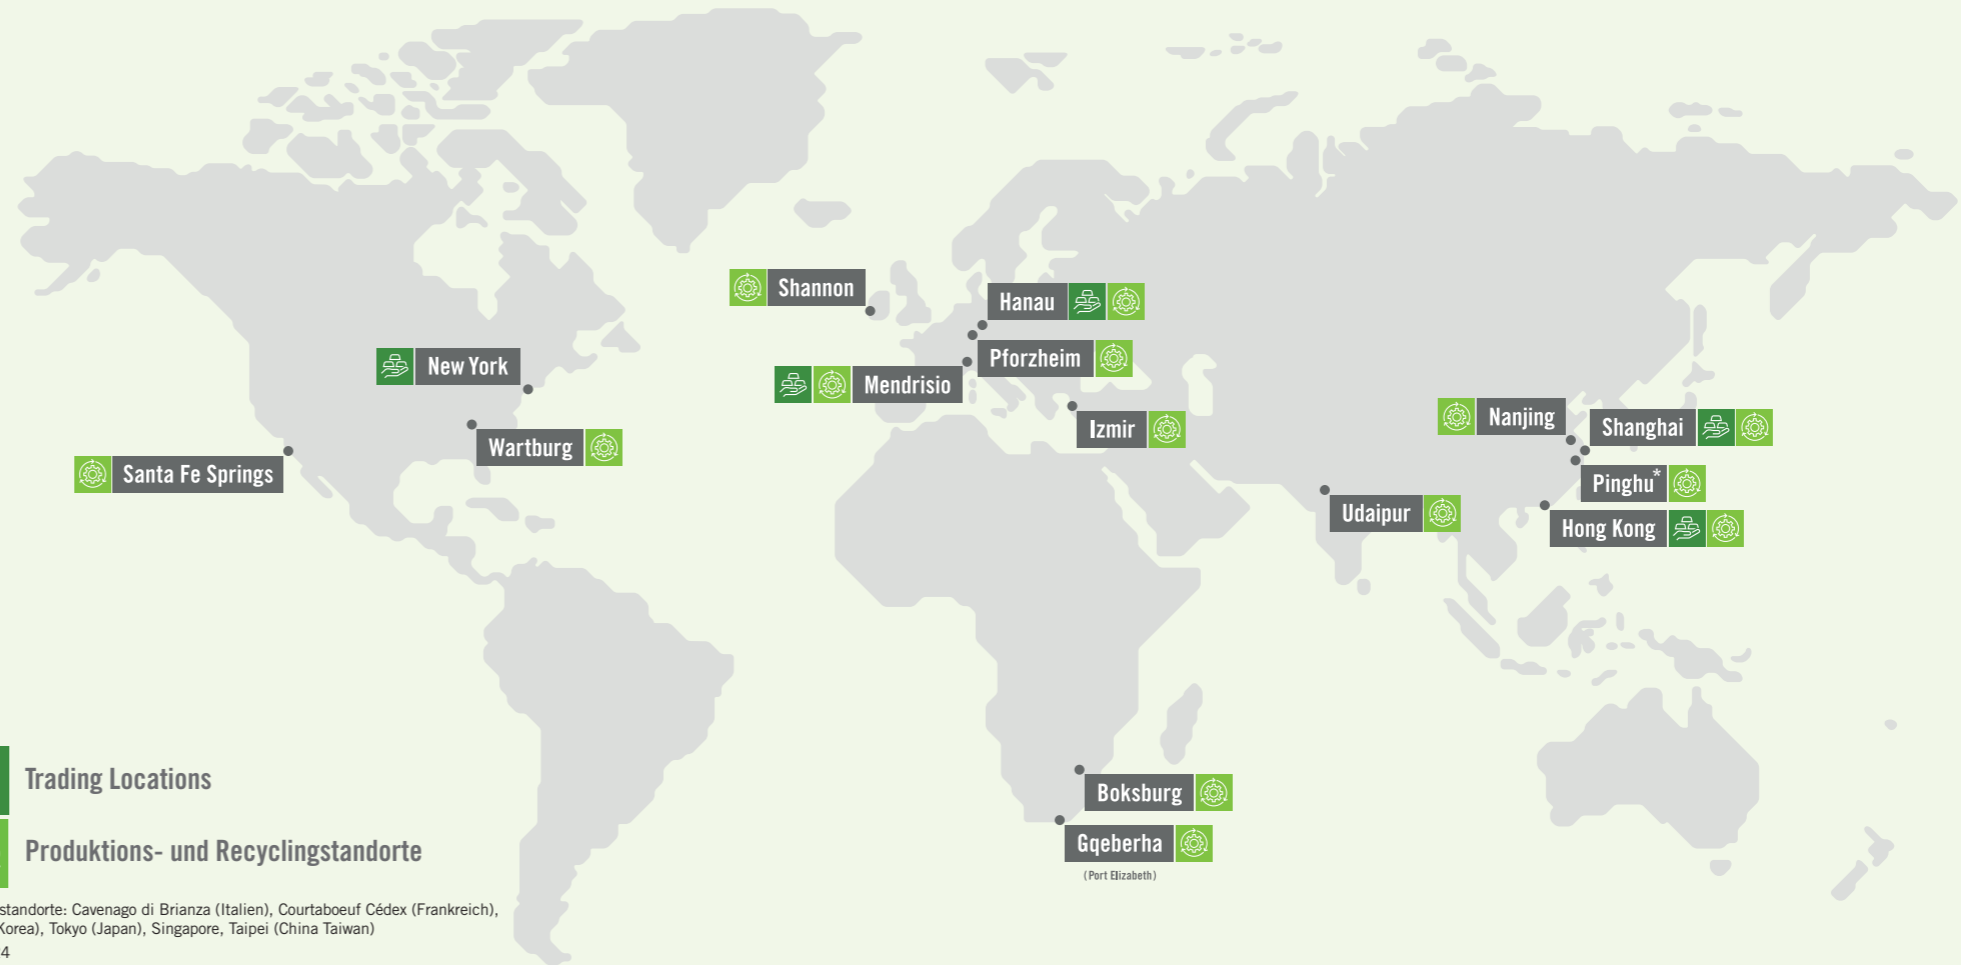 Shannon
Hanau
New York
Pforzheim
Mendrisio
Izmir
Nanjing
Shanghai
Wartburg
Santa Fe Springs
Pinghu*
Udaipur
Hong Kong
Trading Locations
Boksburg
Produktions- und Recyclingstandorte
Gqeberha
(Port Elizabeth)
standorte: Cavenago di Brianza (Italien), Courtaboeuf Cédex (Frankreich),
Korea), Tokyo (Japan), Singapore, Taipei (China Taiwan)
4